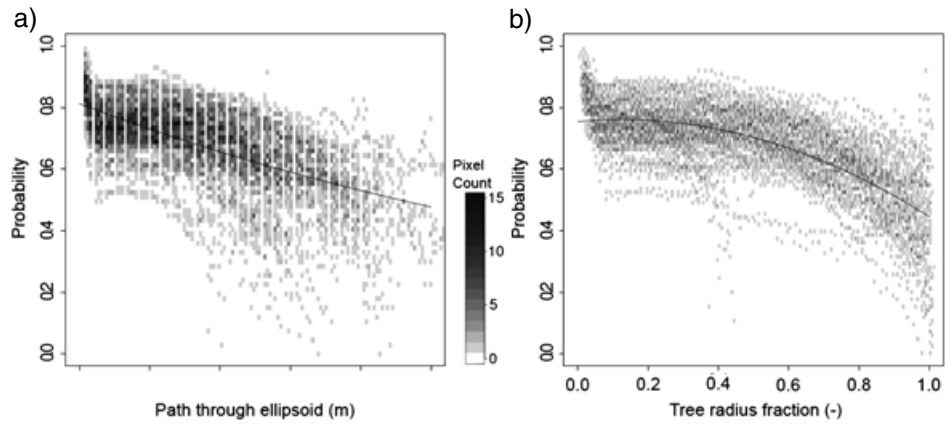 a)
Probability
1.0
0.8
0.6
0.4
0.2
0.0
Path through ellipsoid (m)
Pixel
Count
15
10
5
0
b)
Probability
1.0
0.8
0.6
0.4
0.2
0.0
0.0 0.2 0.4 0.6 0.8 1.0
Tree radius fraction (-)